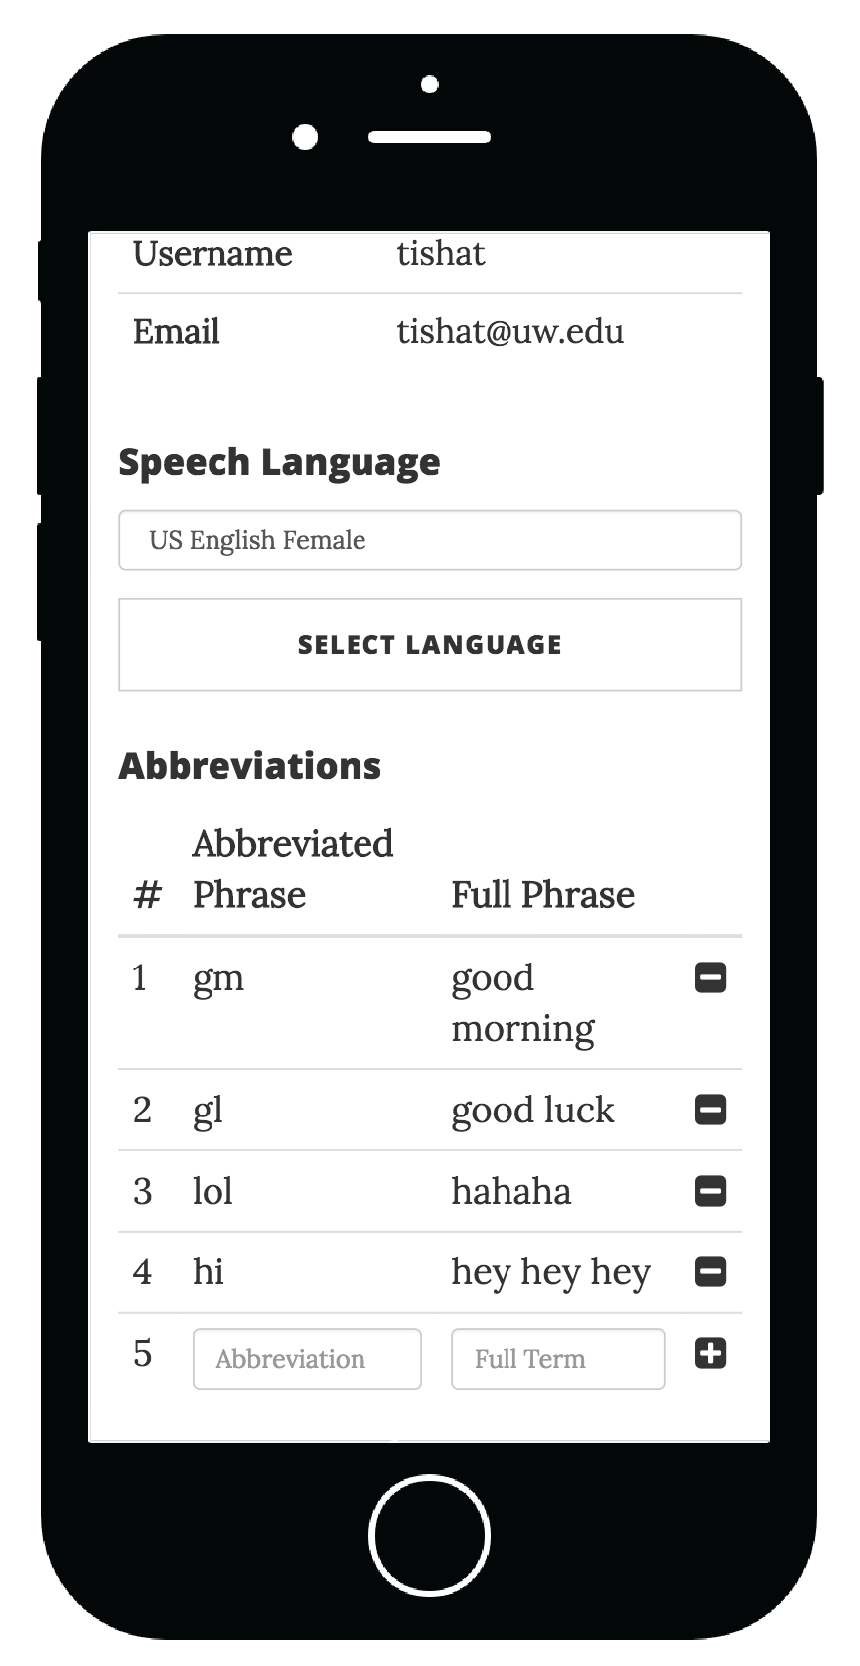 Username tishat
Email tishat@uw.edu
Speech Language
US English Female
SELECT LANGUAGE
Abbreviations
Abbreviated
# Phrase Full Phrase
1 gm good
morning
2 gl good luck
3 lol hahaha
4 hi hey hey hey
5 Abbreviation Full Term